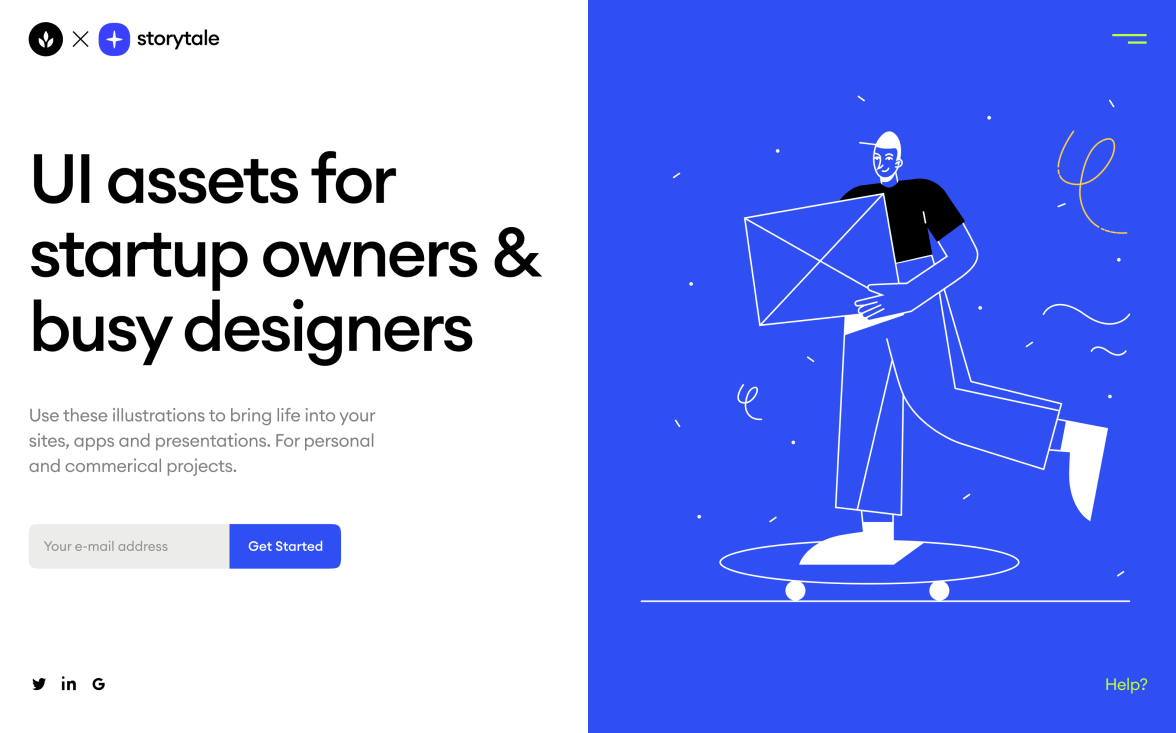 storytale
UI assets for
startup owners &
busy designers
Use these illustrations to bring life into your
sites, apps and presentations. For personal
and commerical projects.
Your e-mail address
Get Started
Help?